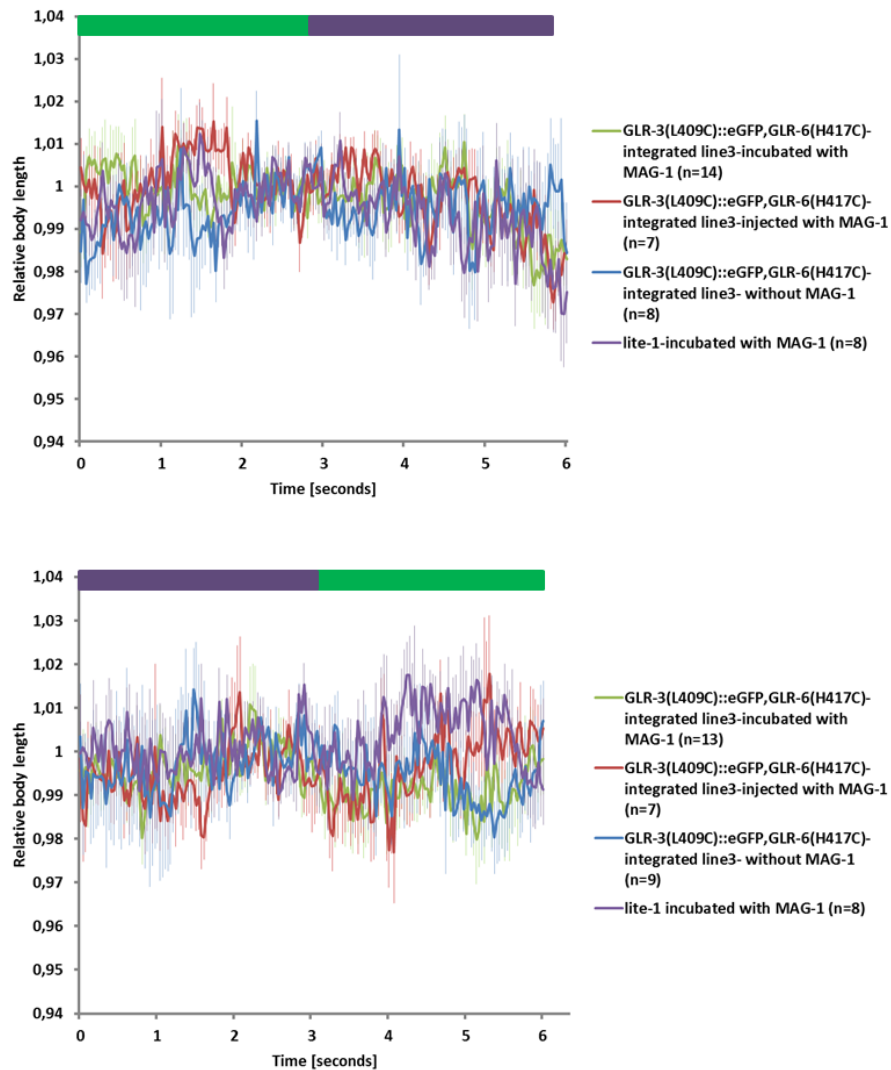 1,04
1,03
1,02
1,01
1
0,99
0,98
0,97
0,96
0,95
0,94
Relative body length
0
1
2
3
4
5
6
Time [seconds]
GLR-3(L409C)::eGFP,GLR-6(H417C)-
integrated line3-incubated with
MAG-1 (n=14)
GLR-3(L409C)::eGFP,GLR-6(H417C)-
integrated line3-injected with MAG-1
(n=7)
GLR-3(L409C)::eGFP,GLR-6(H417C)-
integrated line3- without MAG-1
(n=8)
lite-1-incubated with MAG-1 (n=8)
1,04
1,03
1,02
1,01
1
0,99
0,98
0,97
0,96
0,95
0,94
Relative body length
0
1
2
3
4
5
6
Time [seconds]
GLR-3(L409C)::eGFP,GLR-6(H417C)-
integrated line3-incubated with
MAG-1 (n=13)
GLR-3(L409C)::eGFP,GLR-6(H417C)-
integrated line3-injected with MAG-1
(n=7)
GLR-3(L409C)::eGFP,GLR-6(H417C)-
integrated line3- without MAG-1
(n=9)
lite-1 incubated with MAG-1 (n=8)